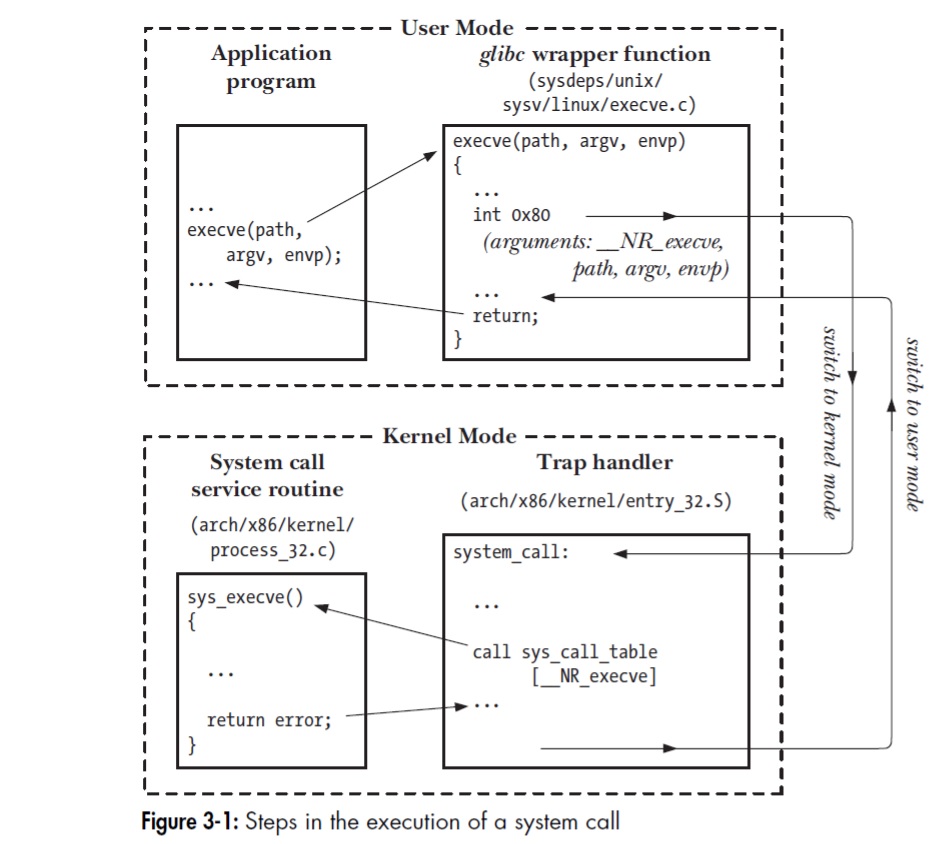 User Mode
Application
program
glibc wrapper function
(sysdeps/unix/
sysv/linux/execve.c)
...
execve(path,
argv, envp);
...
execve(path, argv, envp)
{
...
int 0x80
(arguments: __NR_execve,
path, argv, envp)
...
return;
}
switch to kernel mode
switch to user mode
Kernel Mode
System call
service routine
(arch/x86/kernel/
process_32.c)
Trap handler
(arch/x86/kernel/entry_32.S)
sys_execve()
{
...
return error;
}
system_call:
...
call sys_call_table
[__NR_execve]
...
Figure 3-1: Steps in the execution of a system call